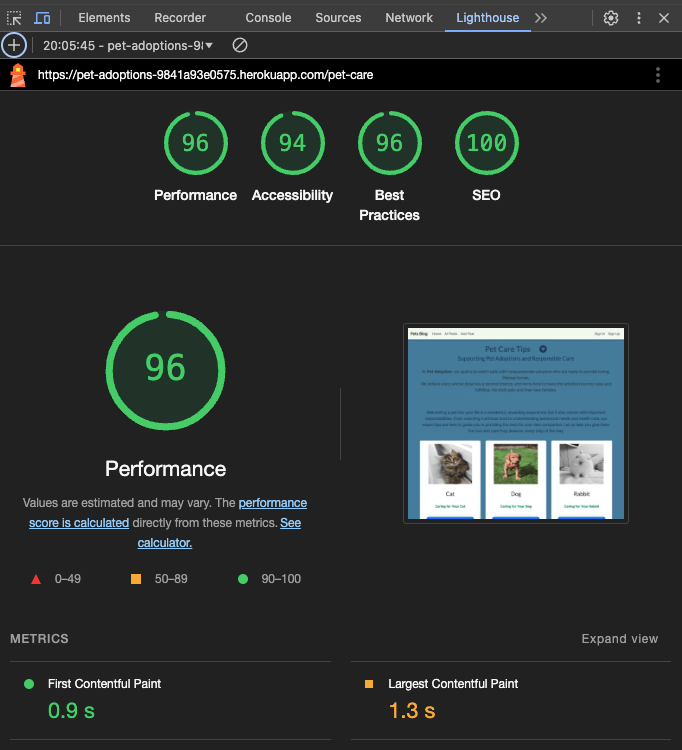 Elements Recorder Console Sources Network Lighthouse
20:05:45 - pet-adoptions-9
https://pet-adoptions-9841a93e0575.herokuapp.com/pet-care
96 94 96 100
Performance Accessibility Best Practices SEO
96
Performance
Values are estimated and may vary. The performance
score is calculated directly from these metrics. See
calculator.
0–49 50–89 90–100
Pets Blog Home All Posts Add Post Sign In Sign Up
Pet Care Tips
Supporting Pet Adoptions and Responsible Care
Cat Dog Rabbit
Caring for Your Cat Caring for Your Dog Caring for Your Rabbit
METRICS Expand view
First Contentful Paint Largest Contentful Paint
0.9 s 1.3 s